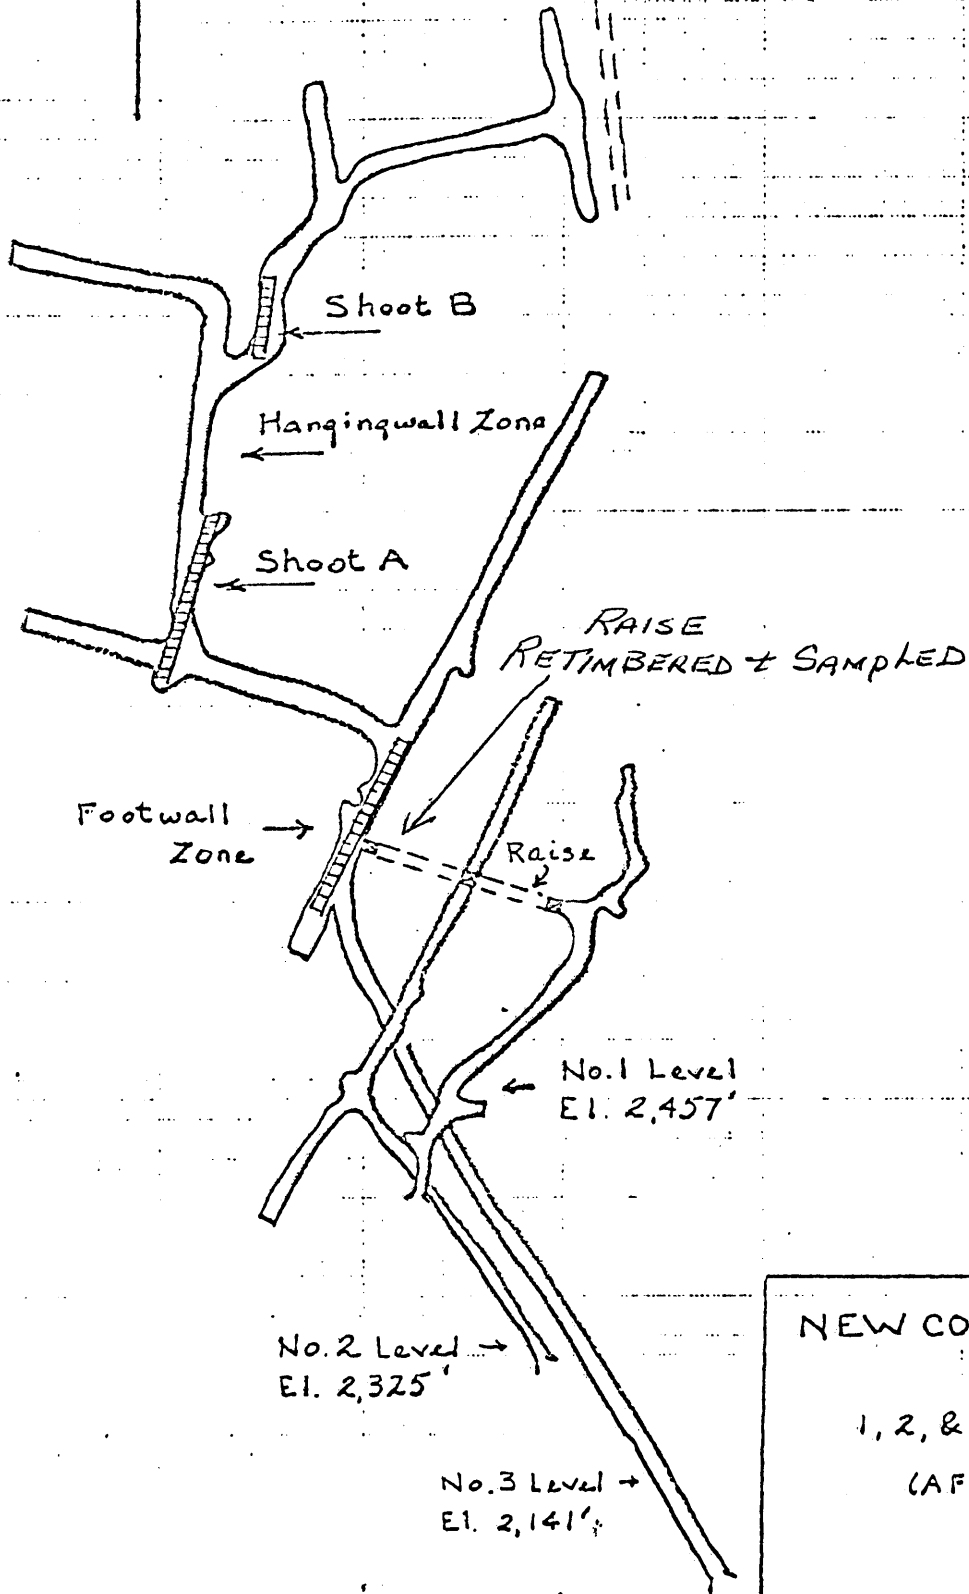 Shoot B
Hangingwall Zone
Shoot A
RAISE
RETIMBERED & SAMPLED
Footwall
Zone
Raise
No.1 Level
El. 2,457'
No.2 Level
El. 2,325'
No.3 Level
El. 2,141'
NEW CO
1, 2, &
(AF